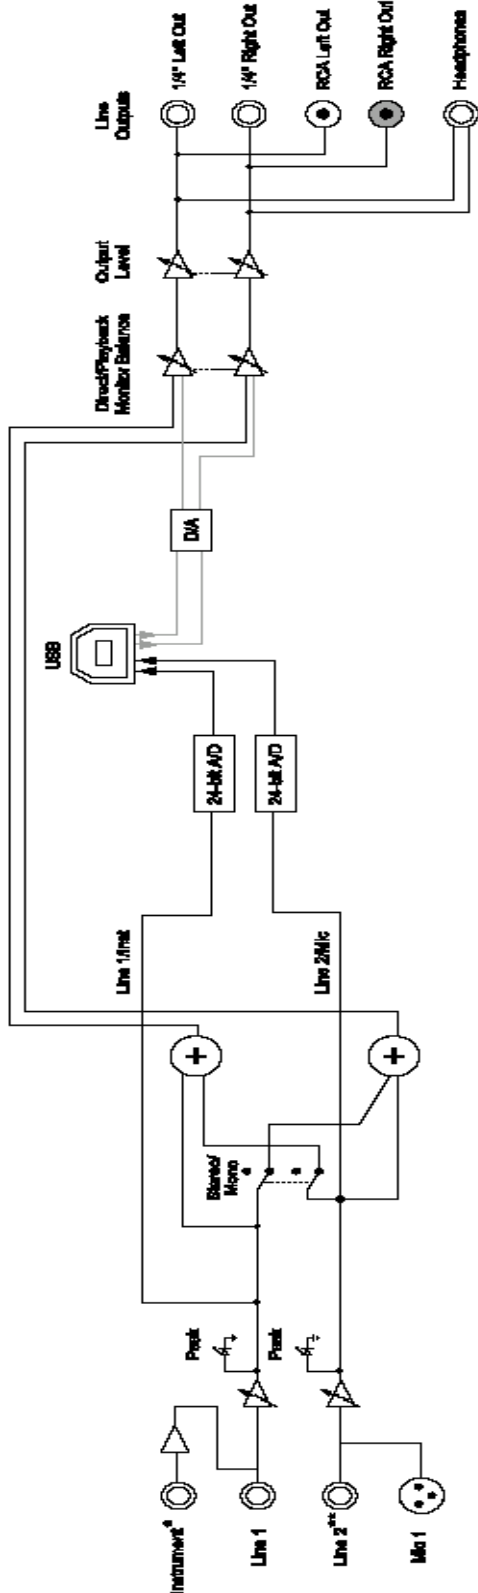 Instrument*
Line 1
Line 2**
Mic 1
Peak
Peak
Stereo/
Mono
Line 1/Inst
Line 2/Mic
24-bit A/D
24-bit A/D
USB
D/A
Direct/Playback
Monitor Balance
Output
Level
Line
Outputs
1/4" Left Out
1/4" Right Out
RCA Left Out
RCA Right Out
Headphones